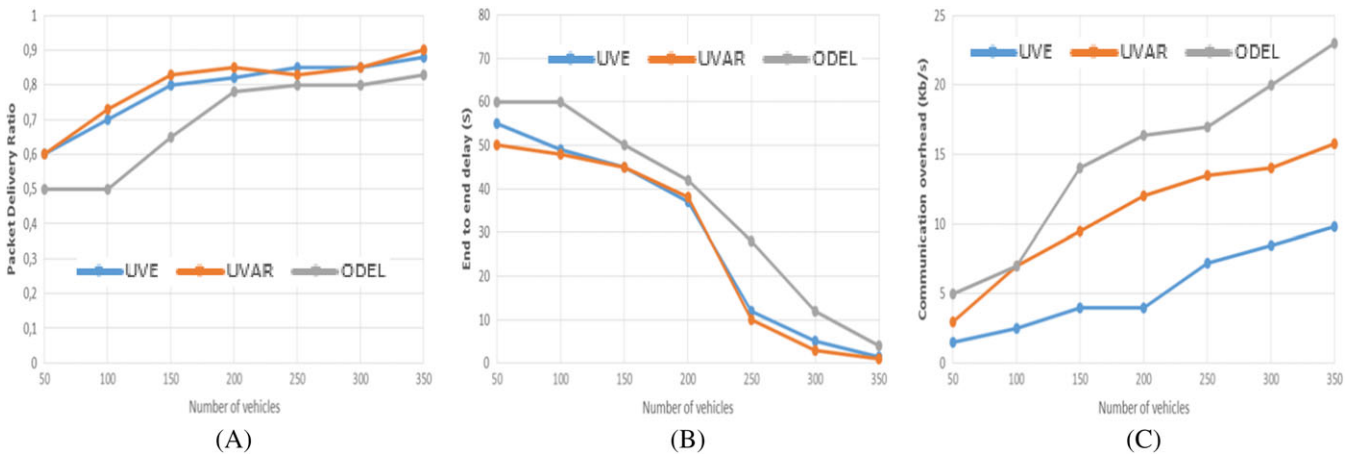 Packet Delivery Ratio
1
0,9
0,8
0,7
0,6
0,5
0,4
0,3
0,2
0,1
0
UVE UVAR ODEL
50 100 150 200 250 300 350
Number of vehicles
(A)
End to end delay (S)
80
70
60
50
40
30
20
10
0
UVE UVAR ODEL
50 100 150 200 250 300 350
Number of vehicles
(B)
Communication overhead (Kb/s)
25
20
15
10
5
0
UVE UVAR ODEL
50 100 150 200 250 300 350
Number of vehicles
(C)